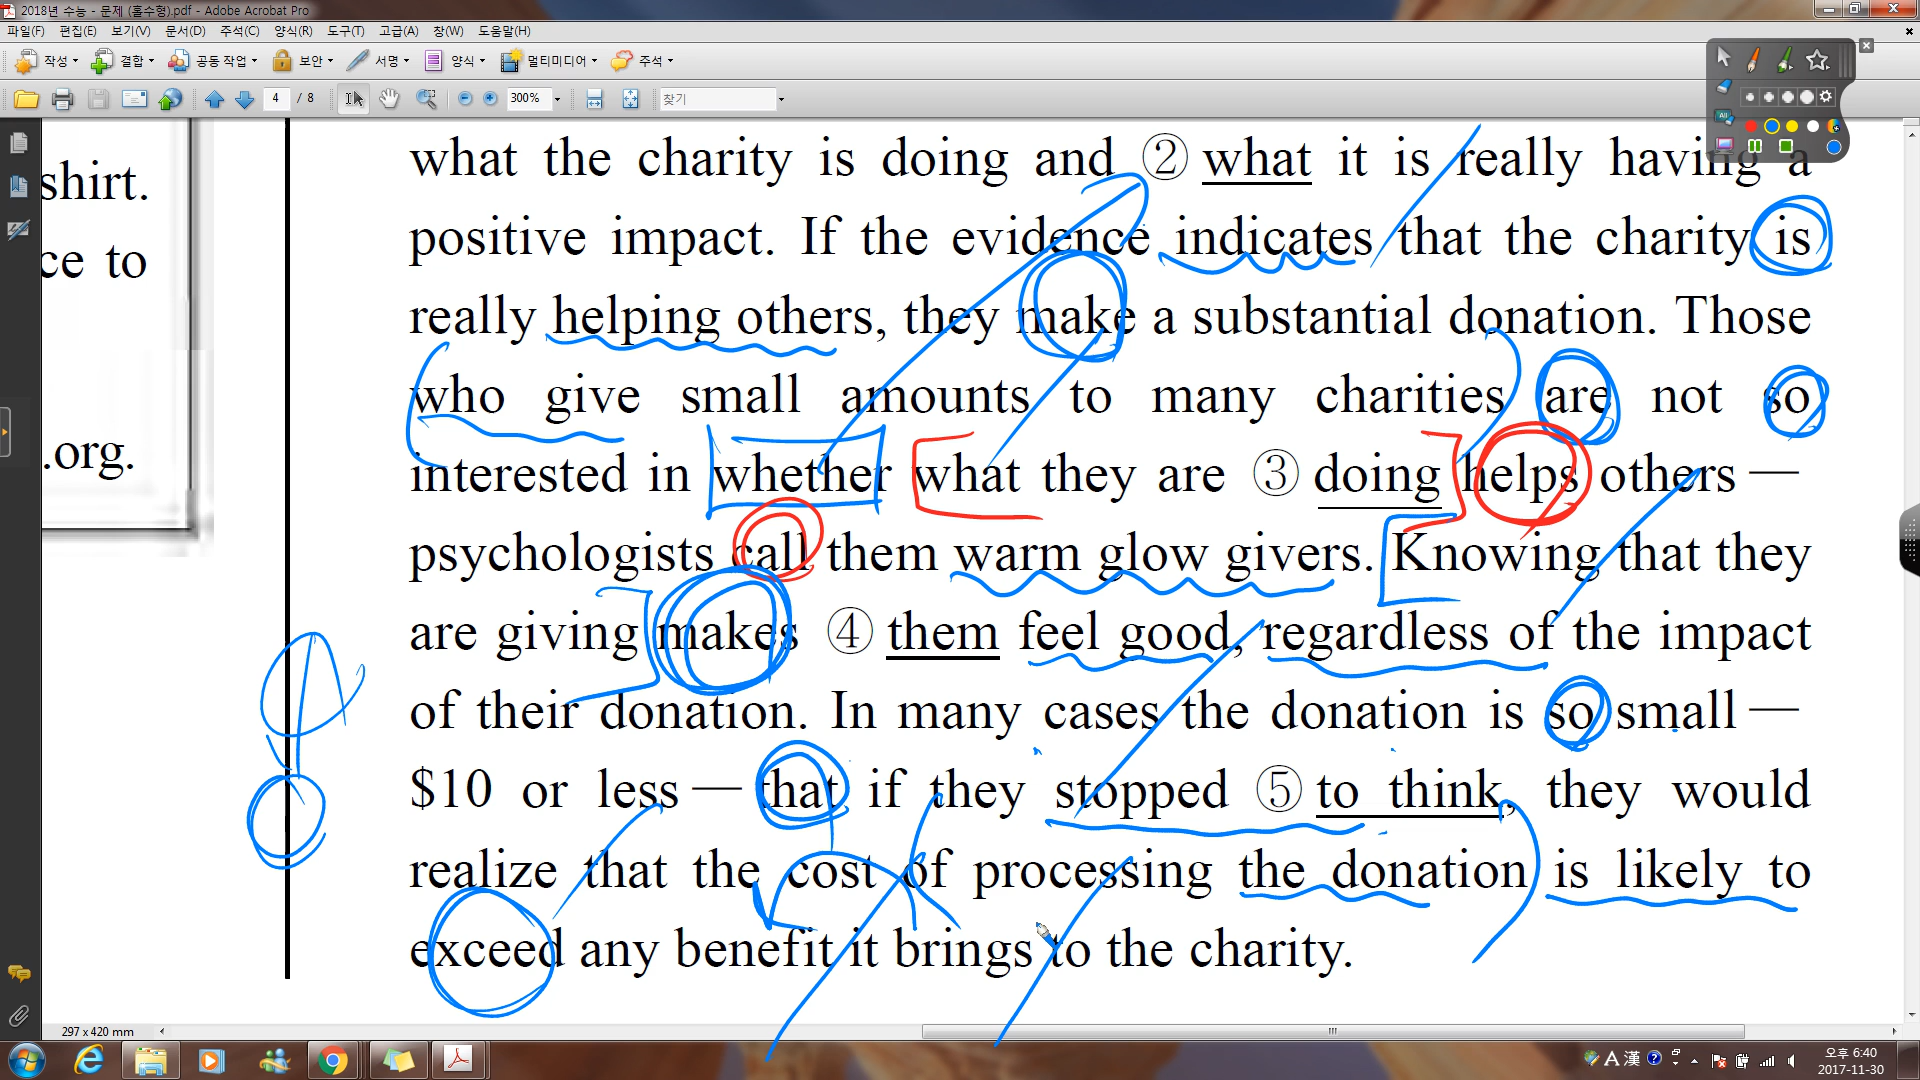 2018년 수능 - 문제 (홀수형).pdf - Adobe Acrobat Pro
파일(F) 편집(E) 보기(V) 문서(D) 주석(C) 양식(R) 도구(T) 고급(A) 창(W) 도움말(H)
작성 결합 공동 작업 보안 서명 양식 멀티미디어 주석
4 / 8 300% 찾기
shirt.
ce to
.org.
what the charity is doing and ② what it is really having a
positive impact. If the evidence indicates that the charity is
really helping others, they make a substantial donation. Those
who give small amounts to many charities are not so
interested in whether what they are ③ doing helps others —
psychologists call them warm glow givers. Knowing that they
are giving makes ④ them feel good, regardless of the impact
of their donation. In many cases the donation is so small —
$10 or less — that if they stopped ⑤ to think, they would
realize that the cost of processing the donation is likely to
exceed any benefit it brings to the charity.
297 x 420 mm
A 漢
오후 6:40
2017-11-30